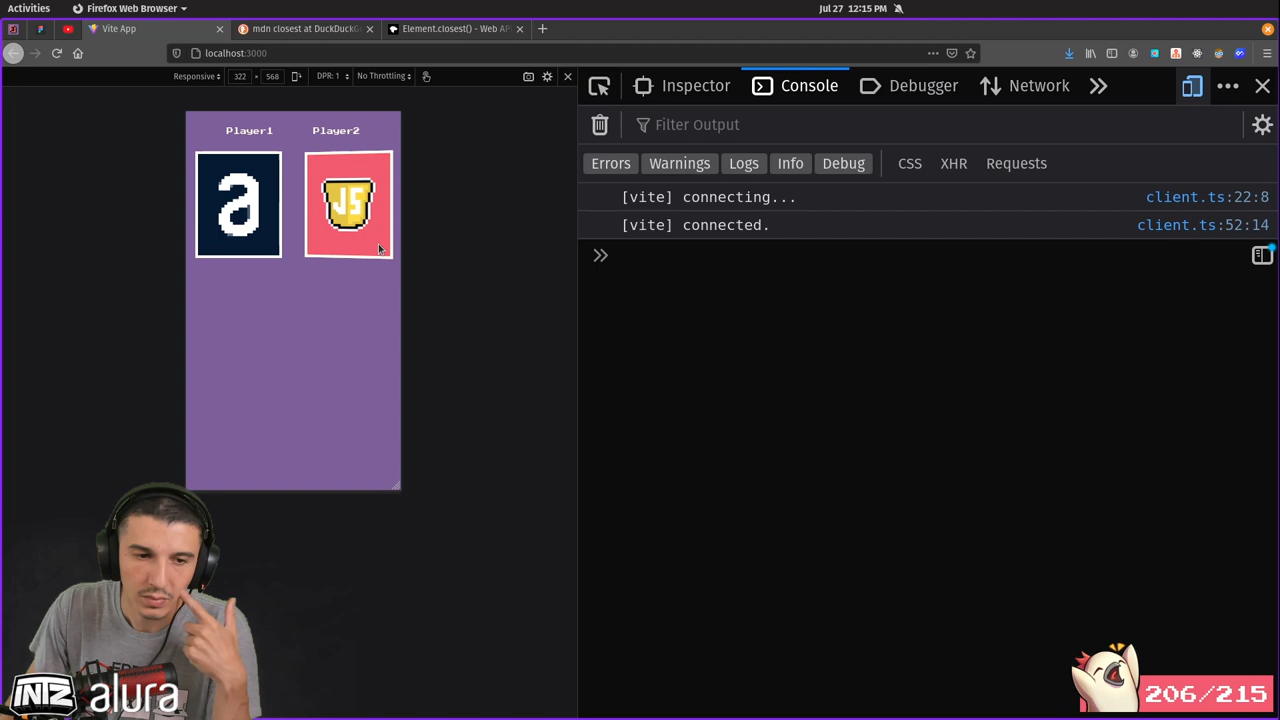 Activities
Firefox Web Browser
Jul 27 12:15 PM
Vite App
mdn closest at DuckDuckG
Element.closest() - Web AP
localhost:3000
Responsive
322 × 568
DPR: 1
No Throttling
Inspector
Console
Debugger
Network
Filter Output
Errors
Warnings
Logs
Info
Debug
CSS
XHR
Requests
[vite] connecting...
client.ts:22:8
[vite] connected.
client.ts:52:14
Player1
Player2
a
JS
INTZ
alura
206/215